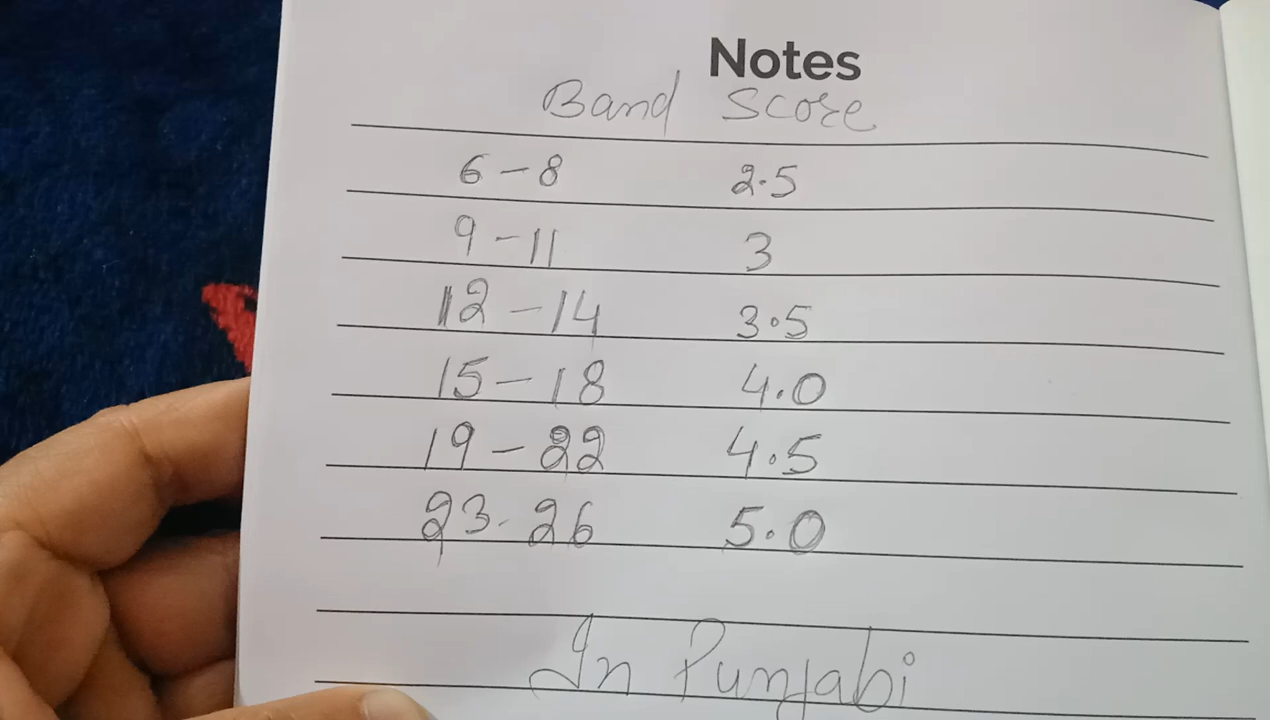 Notes
Band Score
6-8 2.5
9-11 3
12-14 3.5
15-18 4.0
19-22 4.5
23-26 5.0
In Punjabi